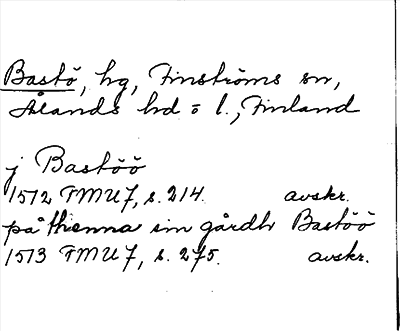 Bastö, hg, Finströms sn,
Ålands hd o l., Finland
j Bastöö
1572 FMU 7, s. 214. avskr.
på thenna sin gårdh Bastöö
1573 FMU 7, s. 275. avskr.